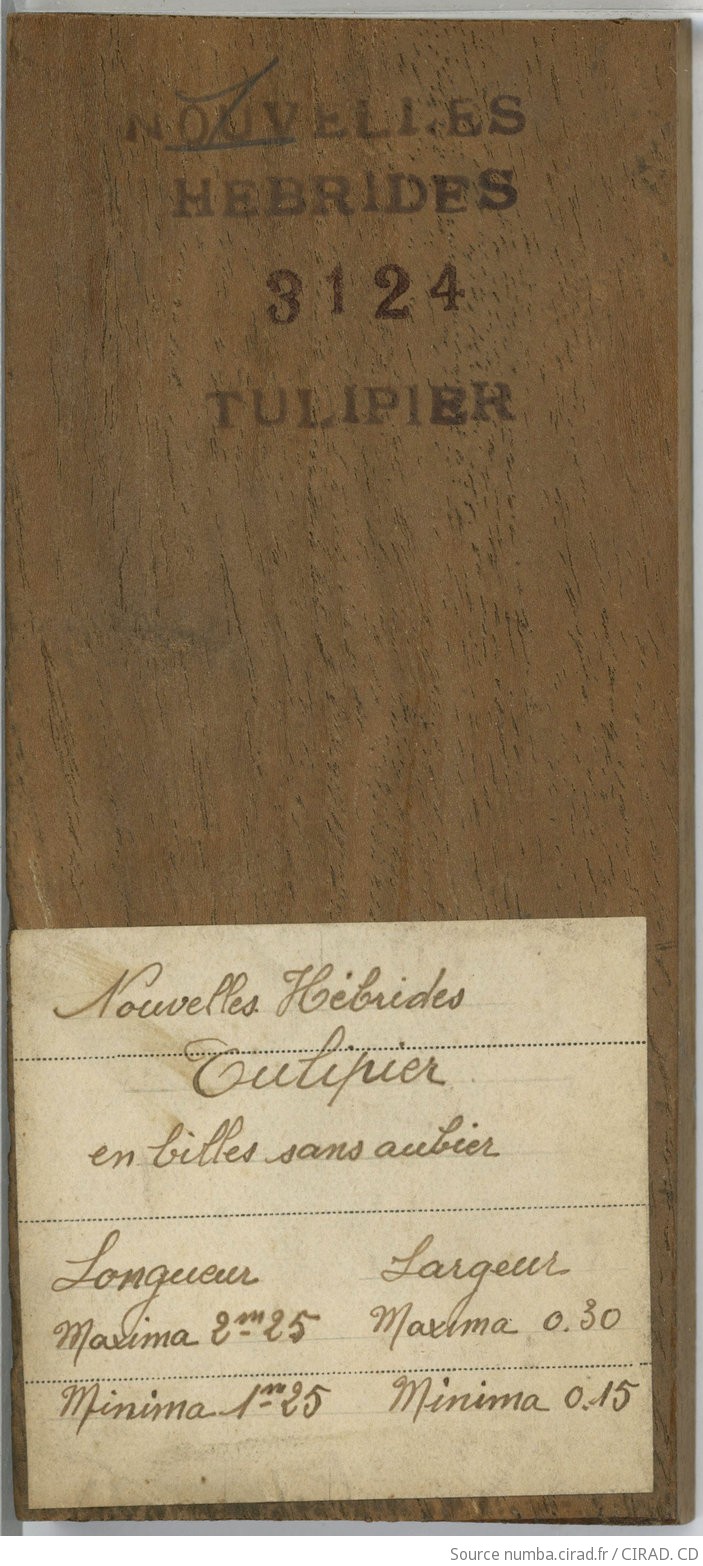 NOUVELLES
HEBRIDES
3124
TULIPIER
Nouvelles Hébrides
Tulipier
en billes sans aubier
Longueur Largeur
Maxima 2m25 Maxima 0.30
Minima 1m25 Minima 0.15
Source numba.cirad.fr / CIRAD. CD